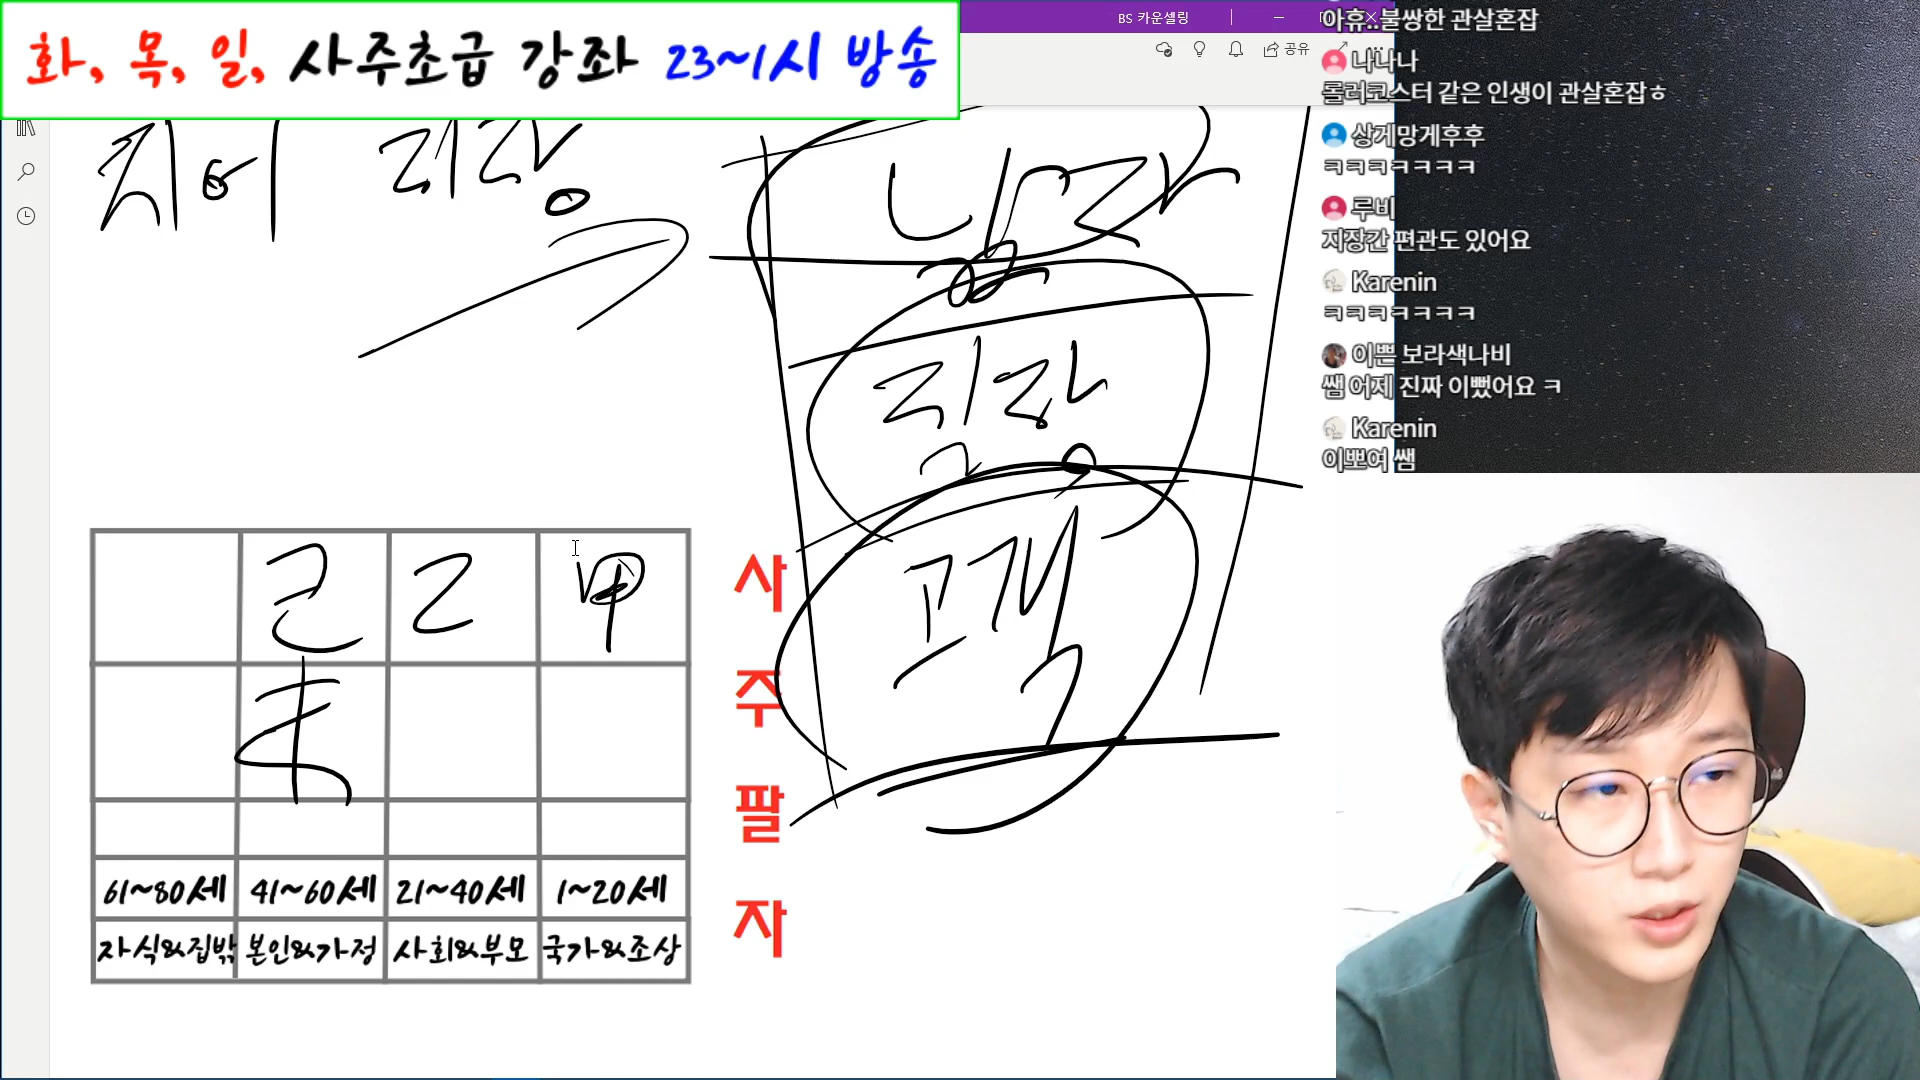 화, 목, 일, 사주초급 강좌 23~1시 방송
BS 카운셀링
공유
남자
직장
고객
己 乙 甲
未
61~80세 41~60세 21~40세 1~20세
자식&집밖 본인&가정 사회&부모 국가&조상
사
주
팔
자
아휴..불쌍한 관살혼잡
나나나
롤러코스터 같은 인생이 관살혼잡ㅎ
상게망게후후
ㅋㅋㅋㅋㅋㅋㅋ
루비
지장간 편관도 있어요
Karenin
ㅋㅋㅋㅋㅋㅋㅋ
이쁜 보라색나비
쌤 어제 진짜 이뻤어요 ㅋ
Karenin
이뽀여 쌤